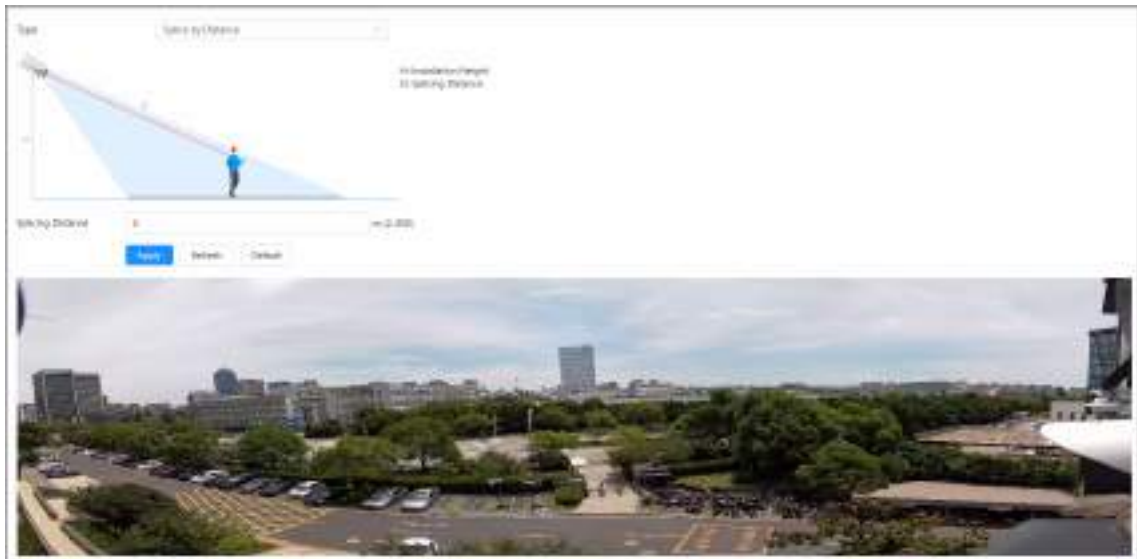 Type
Splice by Distance
H: Installation Height
D: Splicing Distance
Splicing Distance
Apply
Refresh
Default